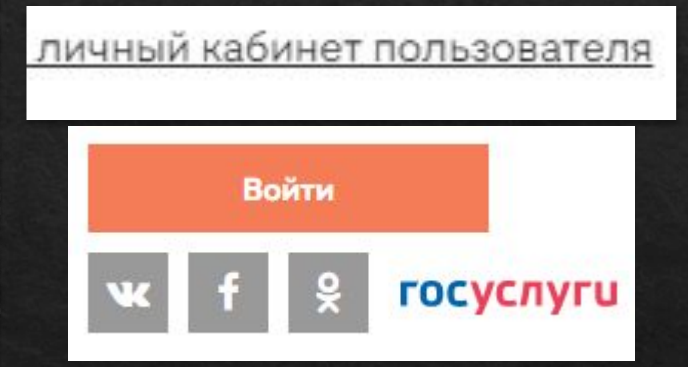 личный кабинет пользователя
Войти
госуслуги